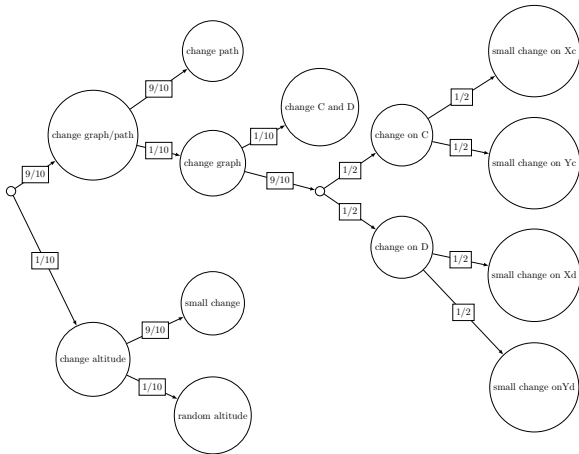 small change on Xc
change path
9/10
1/2
change C and D
change graph/path
1/10
change on C
1/2
1/10
change graph
small change on Yc
9/10
9/10
1/2
1/2
change on D
1/10
1/2
small change on Xd
small change
9/10
1/2
change altitude
1/10
small change onYd
random altitude